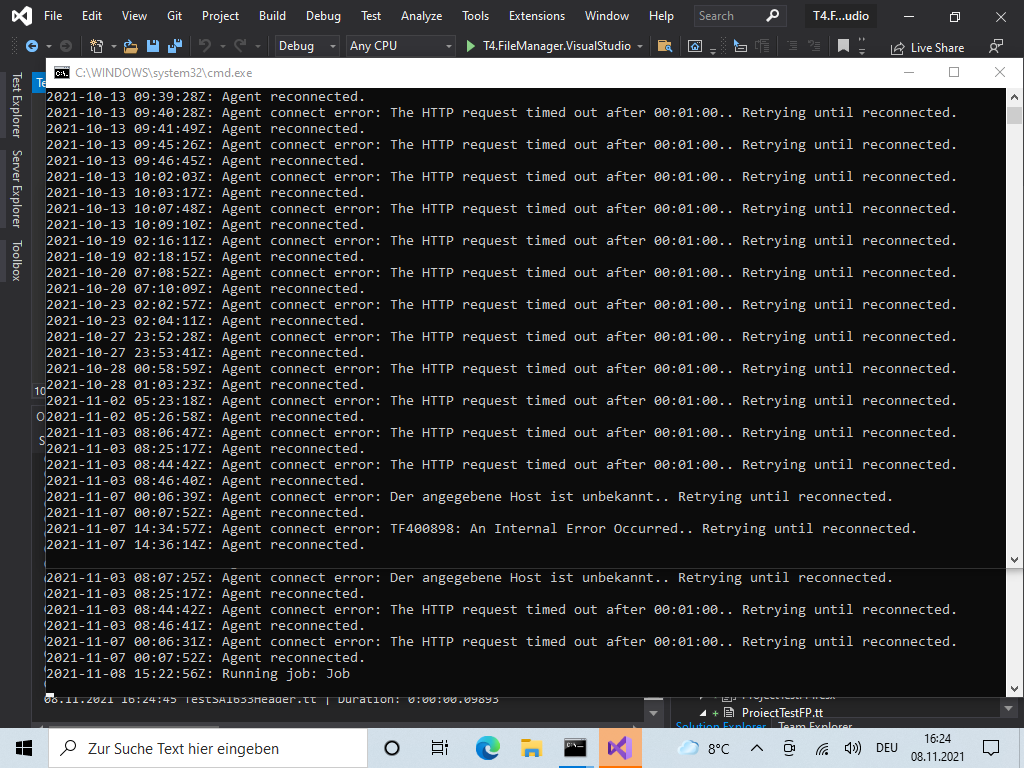 File Edit View Git Project Build Debug Test Analyze Tools Extensions Window Help Search T4.F...udio
Debug Any CPU T4.FileManager.VisualStudio Live Share
Test Explorer
Server Explorer
Toolbox
Te
C:\WINDOWS\system32\cmd.exe
2021-10-13 09:39:28Z: Agent reconnected.
2021-10-13 09:40:28Z: Agent connect error: The HTTP request timed out after 00:01:00.. Retrying until reconnected.
2021-10-13 09:41:49Z: Agent reconnected.
2021-10-13 09:45:26Z: Agent connect error: The HTTP request timed out after 00:01:00.. Retrying until reconnected.
2021-10-13 09:46:45Z: Agent reconnected.
2021-10-13 10:02:03Z: Agent connect error: The HTTP request timed out after 00:01:00.. Retrying until reconnected.
2021-10-13 10:03:17Z: Agent reconnected.
2021-10-13 10:07:48Z: Agent connect error: The HTTP request timed out after 00:01:00.. Retrying until reconnected.
2021-10-13 10:09:10Z: Agent reconnected.
2021-10-19 02:16:11Z: Agent connect error: The HTTP request timed out after 00:01:00.. Retrying until reconnected.
2021-10-19 02:18:15Z: Agent reconnected.
2021-10-20 07:08:52Z: Agent connect error: The HTTP request timed out after 00:01:00.. Retrying until reconnected.
2021-10-20 07:10:09Z: Agent reconnected.
2021-10-23 02:02:57Z: Agent connect error: The HTTP request timed out after 00:01:00.. Retrying until reconnected.
2021-10-23 02:04:11Z: Agent reconnected.
2021-10-27 23:52:28Z: Agent connect error: The HTTP request timed out after 00:01:00.. Retrying until reconnected.
2021-10-27 23:53:41Z: Agent reconnected.
2021-10-28 00:58:59Z: Agent connect error: The HTTP request timed out after 00:01:00.. Retrying until reconnected.
2021-10-28 01:03:23Z: Agent reconnected.
2021-11-02 05:23:18Z: Agent connect error: The HTTP request timed out after 00:01:00.. Retrying until reconnected.
2021-11-02 05:26:58Z: Agent reconnected.
2021-11-03 08:06:47Z: Agent connect error: The HTTP request timed out after 00:01:00.. Retrying until reconnected.
2021-11-03 08:25:17Z: Agent reconnected.
2021-11-03 08:44:42Z: Agent connect error: The HTTP request timed out after 00:01:00.. Retrying until reconnected.
2021-11-03 08:46:40Z: Agent reconnected.
2021-11-07 00:06:39Z: Agent connect error: Der angegebene Host ist unbekannt.. Retrying until reconnected.
2021-11-07 00:07:52Z: Agent reconnected.
2021-11-07 14:34:57Z: Agent connect error: TF400898: An Internal Error Occurred.. Retrying until reconnected.
2021-11-07 14:36:14Z: Agent reconnected.
2021-11-03 08:07:25Z: Agent connect error: Der angegebene Host ist unbekannt.. Retrying until reconnected.
2021-11-03 08:25:17Z: Agent reconnected.
2021-11-03 08:44:42Z: Agent connect error: The HTTP request timed out after 00:01:00.. Retrying until reconnected.
2021-11-03 08:46:41Z: Agent reconnected.
2021-11-07 00:06:31Z: Agent connect error: The HTTP request timed out after 00:01:00.. Retrying until reconnected.
2021-11-07 00:07:52Z: Agent reconnected.
2021-11-08 15:22:56Z: Running job: Job
08.11.2021 16:24:45 TestSA1633Header.tt | Duration: 0:00:00.09893
ProjectTestFP.tt
Solution Explorer Team Explorer
Zur Suche Text hier eingeben
8°C DEU 16:24
08.11.2021